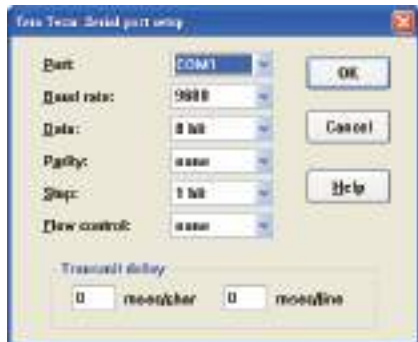 Tera Term: Serial port setup
Port: COM1
OK
Baud rate: 9600
Data: 8 bit
Cancel
Parity: none
Stop: 1 bit
Help
Flow control: none
Transmit delay
0 msec/char 0 msec/line